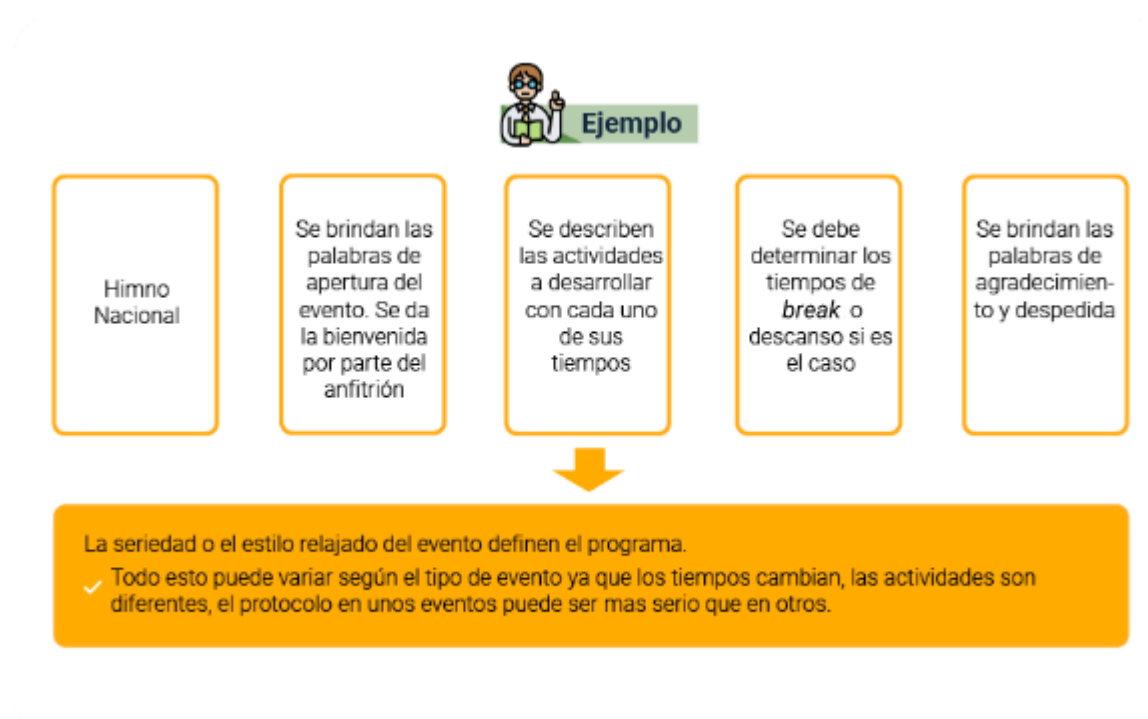 Ejemplo
Himno
Nacional
Se brindan las
palabras de
apertura del
evento. Se da
la bienvenida
por parte del
anfitrión
Se describen
las actividades
a desarrollar
con cada uno
de sus
tiempos
Se debe
determinar los
tiempos de
break o
descanso si es
el caso
Se brindan las
palabras de
agradecimien-
to y despedida
La seriedad o el estilo relajado del evento definen el programa.
Todo esto puede variar según el tipo de evento ya que los tiempos cambian, las actividades son
diferentes, el protocolo en unos eventos puede ser mas serio que en otros.